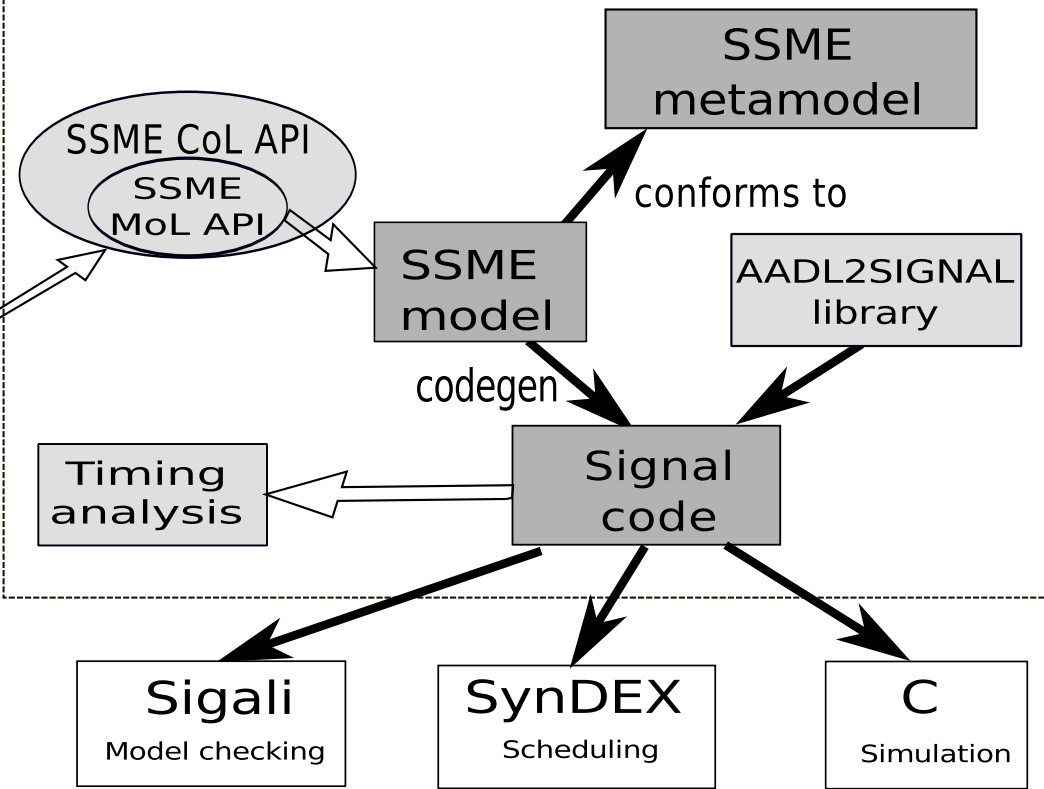 SSME
metamodel
SSME CoL API
SSME
MoL API
conforms to
SSME
model
AADL2SIGNAL
library
codegen
Timing
analysis
Signal
code
Sigali
Model checking
SynDEX
Scheduling
C
Simulation